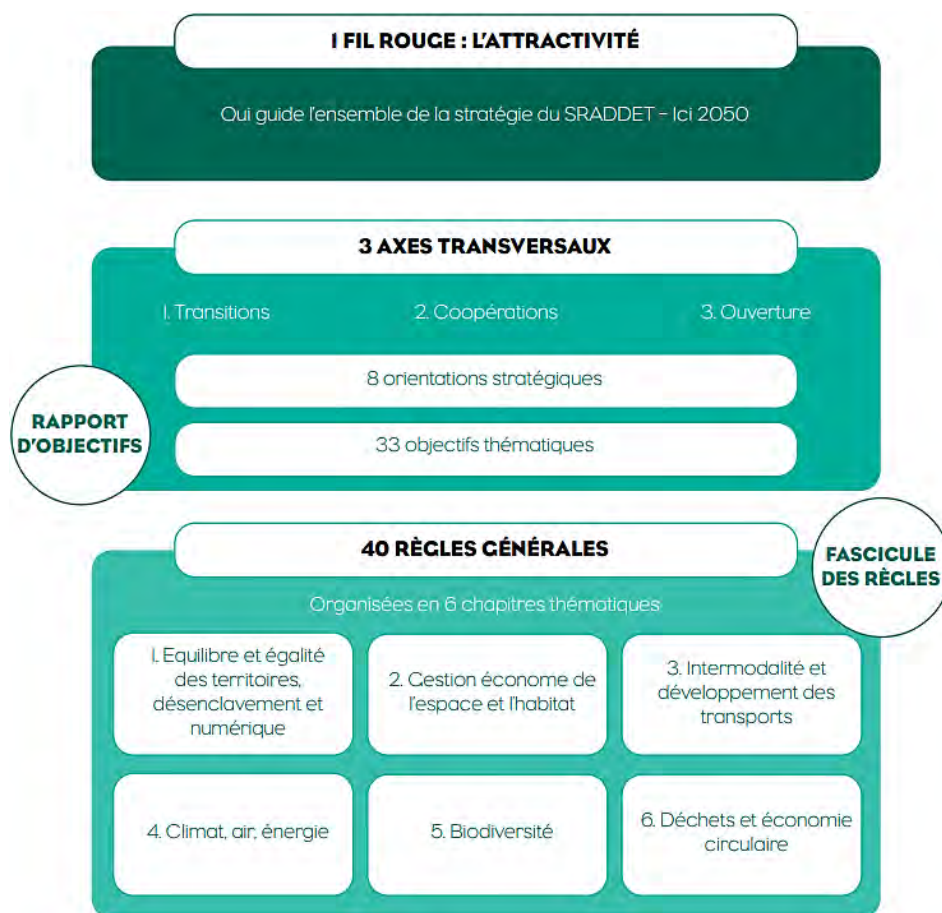 1 FIL ROUGE : L'ATTRACTIVITÉ
Qui guide l'ensemble de la stratégie du SRADDET – Ici 2050
3 AXES TRANSVERSAUX
1. Transitions
2. Coopérations
3. Ouverture
8 orientations stratégiques
33 objectifs thématiques
RAPPORT
D'OBJECTIFS
40 RÈGLES GÉNÉRALES
FASCICULE
DES RÈGLES
Organisées en 6 chapitres thématiques
1. Equilibre et égalité
des territoires,
désenclavement et
numérique
2. Gestion économe de
l'espace et l'habitat
3. Intermodalité et
développement des
transports
4. Climat, air, énergie
5. Biodiversité
6. Déchets et économie
circulaire